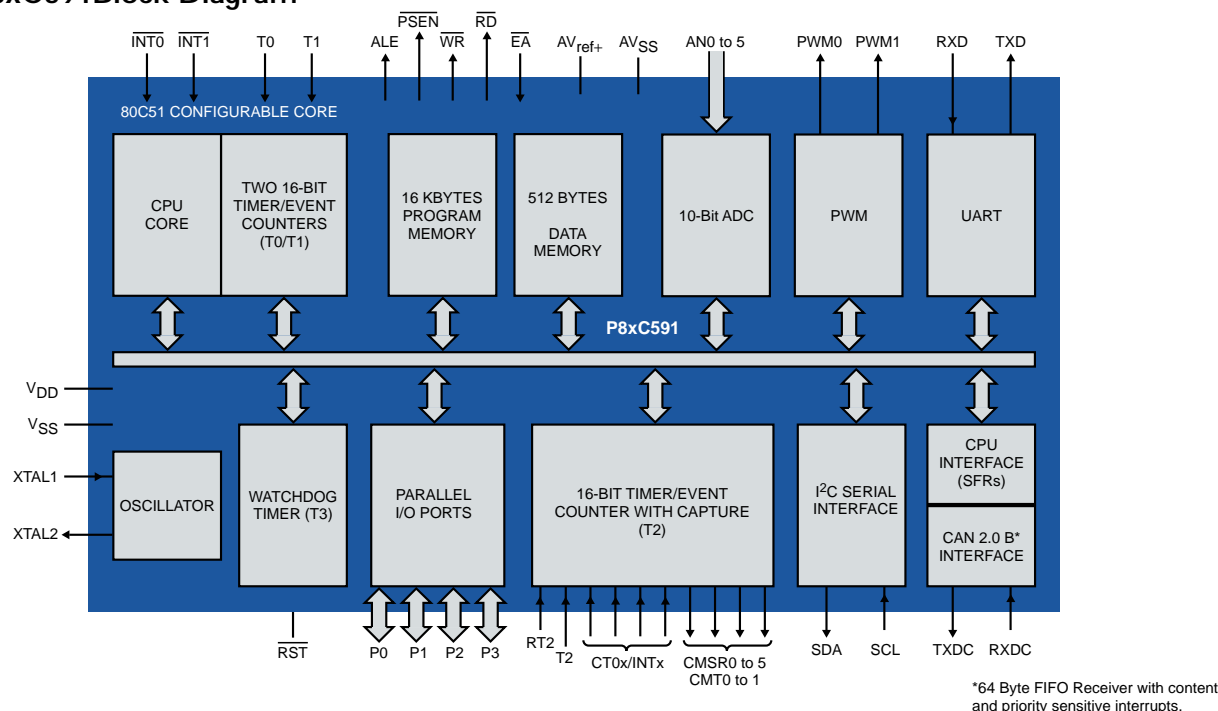 INT0 INT1 T0 T1 ALE PSEN WR RD EA AVref+ AVSS AN0 to 5 PWM0 PWM1 RXD TXD
80C51 CONFIGURABLE CORE
CPU
CORE
TWO 16-BIT
TIMER/EVENT
COUNTERS
(T0/T1)
16 KBYTES
PROGRAM
MEMORY
512 BYTES
DATA
MEMORY
10-Bit ADC
PWM
UART
P8xC591
VDD
VSS
XTAL1
XTAL2
OSCILLATOR
WATCHDOG
TIMER (T3)
PARALLEL
I/O PORTS
16-BIT TIMER/EVENT
COUNTER WITH CAPTURE
(T2)
I2C SERIAL
INTERFACE
CPU
INTERFACE
(SFRs)
CAN 2.0 B*
INTERFACE
RST P0 P1 P2 P3 RT2 T2 CT0x/INTx CMSR0 to 5
CMT0 to 1
SDA SCL TXDC RXDC
*64 Byte FIFO Receiver with content
and priority sensitive interrupts.